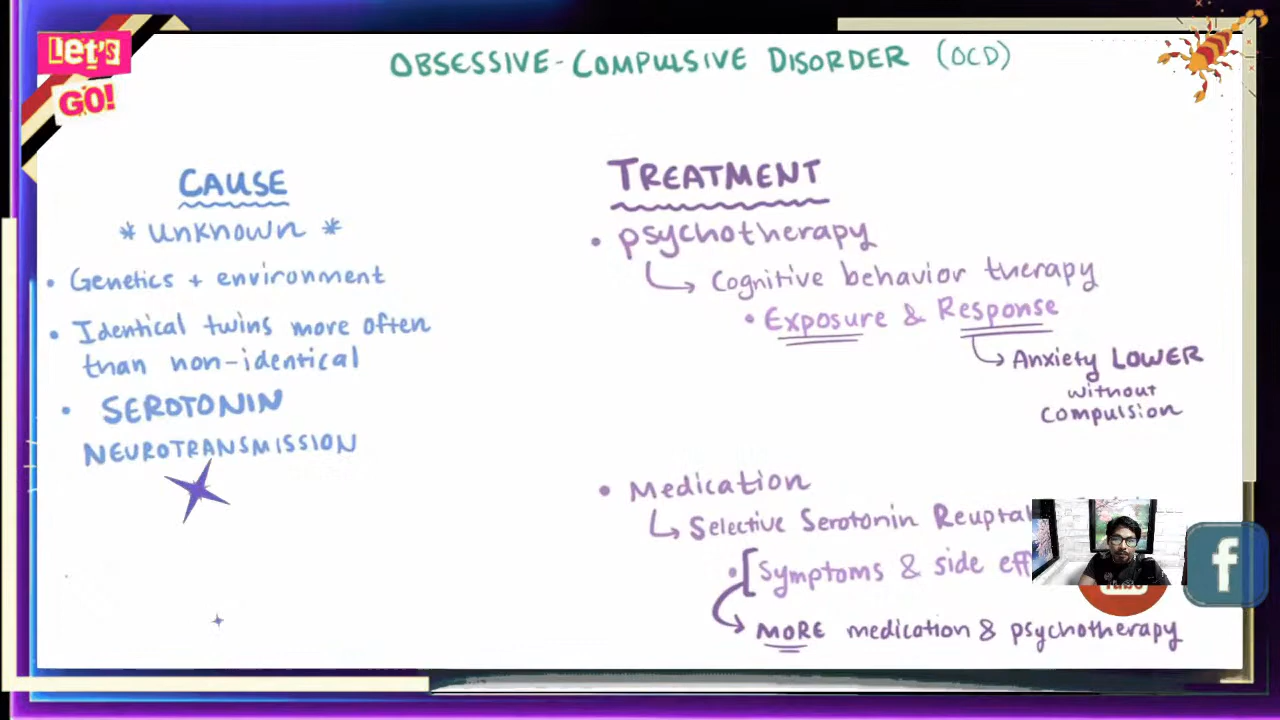 Let's
GO!
OBSESSIVE-COMPULSIVE DISORDER (OCD)
CAUSE
* unknown *
• Genetics + environment
• Identical twins more often
than non-identical
• SEROTONIN
NEUROTRANSMISSION
TREATMENT
• psychotherapy
Cognitive behavior therapy
• Exposure & Response
Anxiety LOWER
without
compulsion
• Medication
Selective Serotonin
• [Symptoms & side
MORE medication & psychotherapy
f